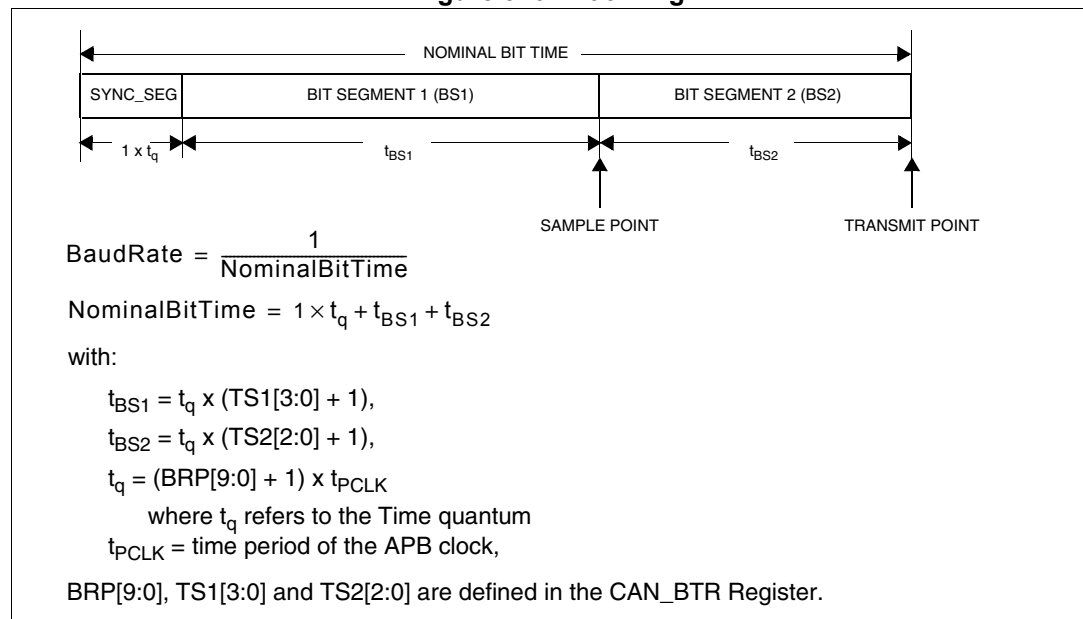 NOMINAL BIT TIME
SYNC_SEG BIT SEGMENT 1 (BS1) BIT SEGMENT 2 (BS2)
1 x tq tBS1 tBS2
SAMPLE POINT TRANSMIT POINT
BaudRate = 1 / NominalBitTime
NominalBitTime = 1 × tq + tBS1 + tBS2
with:
tBS1 = tq x (TS1[3:0] + 1),
tBS2 = tq x (TS2[2:0] + 1),
tq = (BRP[9:0] + 1) x tPCLK
where tq refers to the Time quantum
tPCLK = time period of the APB clock,
BRP[9:0], TS1[3:0] and TS2[2:0] are defined in the CAN_BTR Register.